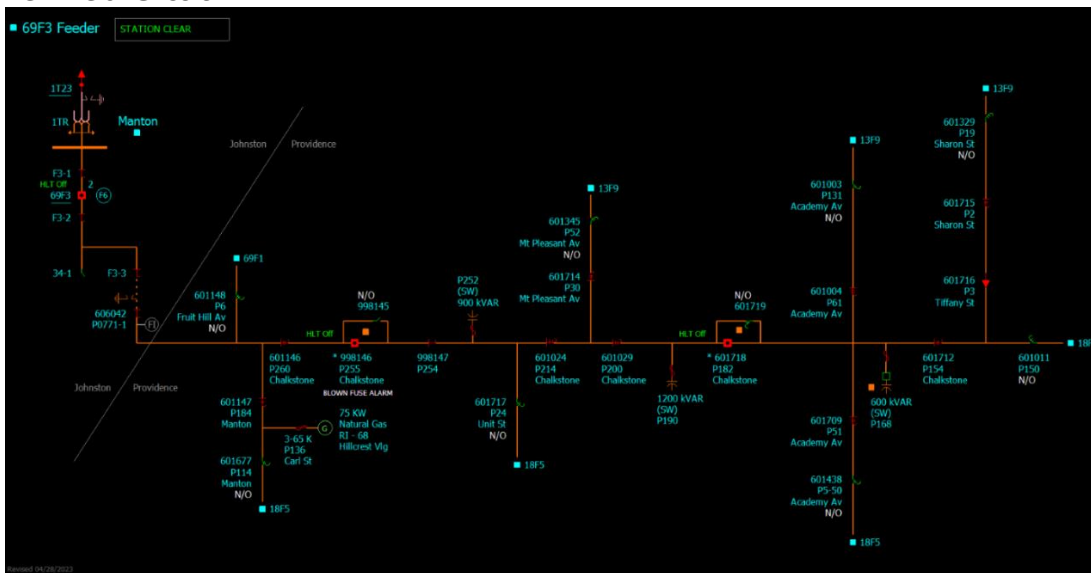 69F3 Feeder
STATION CLEAR
1T23
1TR
Manton
Johnston
Providence
F3-1
HLT Off
2
69F3
F6
F3-2
34-1
F3-3
606042
P0771-1
FI
Johnston
Providence
69F1
601148
P6
Fruit Hill Av
N/O
601146
P260
Chalkstone
601147
P184
Manton
3-65 K
P136
Carl St
G
75 KW
Natural Gas
RI - 68
Hillcrest Vlg
601677
P114
Manton
N/O
18F5
N/O
998145
HLT Off
* 998146
P255
Chalkstone
BLOWN FUSE ALARM
998147
P254
P252
(SW)
900 kVAR
13F9
601345
P52
Mt Pleasant Av
N/O
601714
P30
Mt Pleasant Av
601024
P214
Chalkstone
601029
P200
Chalkstone
601717
P24
Unit St
N/O
18F5
1200 kVAR
(SW)
P190
N/O
601719
HLT Off
* 601718
P182
Chalkstone
13F9
601003
P131
Academy Av
N/O
601004
P61
Academy Av
601709
P51
Academy Av
601438
P5-50
Academy Av
N/O
18F5
600 kVAR
(SW)
P168
601712
P154
Chalkstone
13F9
601329
P19
Sharon St
N/O
601715
P2
Sharon St
601716
P3
Tiffany St
601011
P150
N/O
Revised 04/28/2023